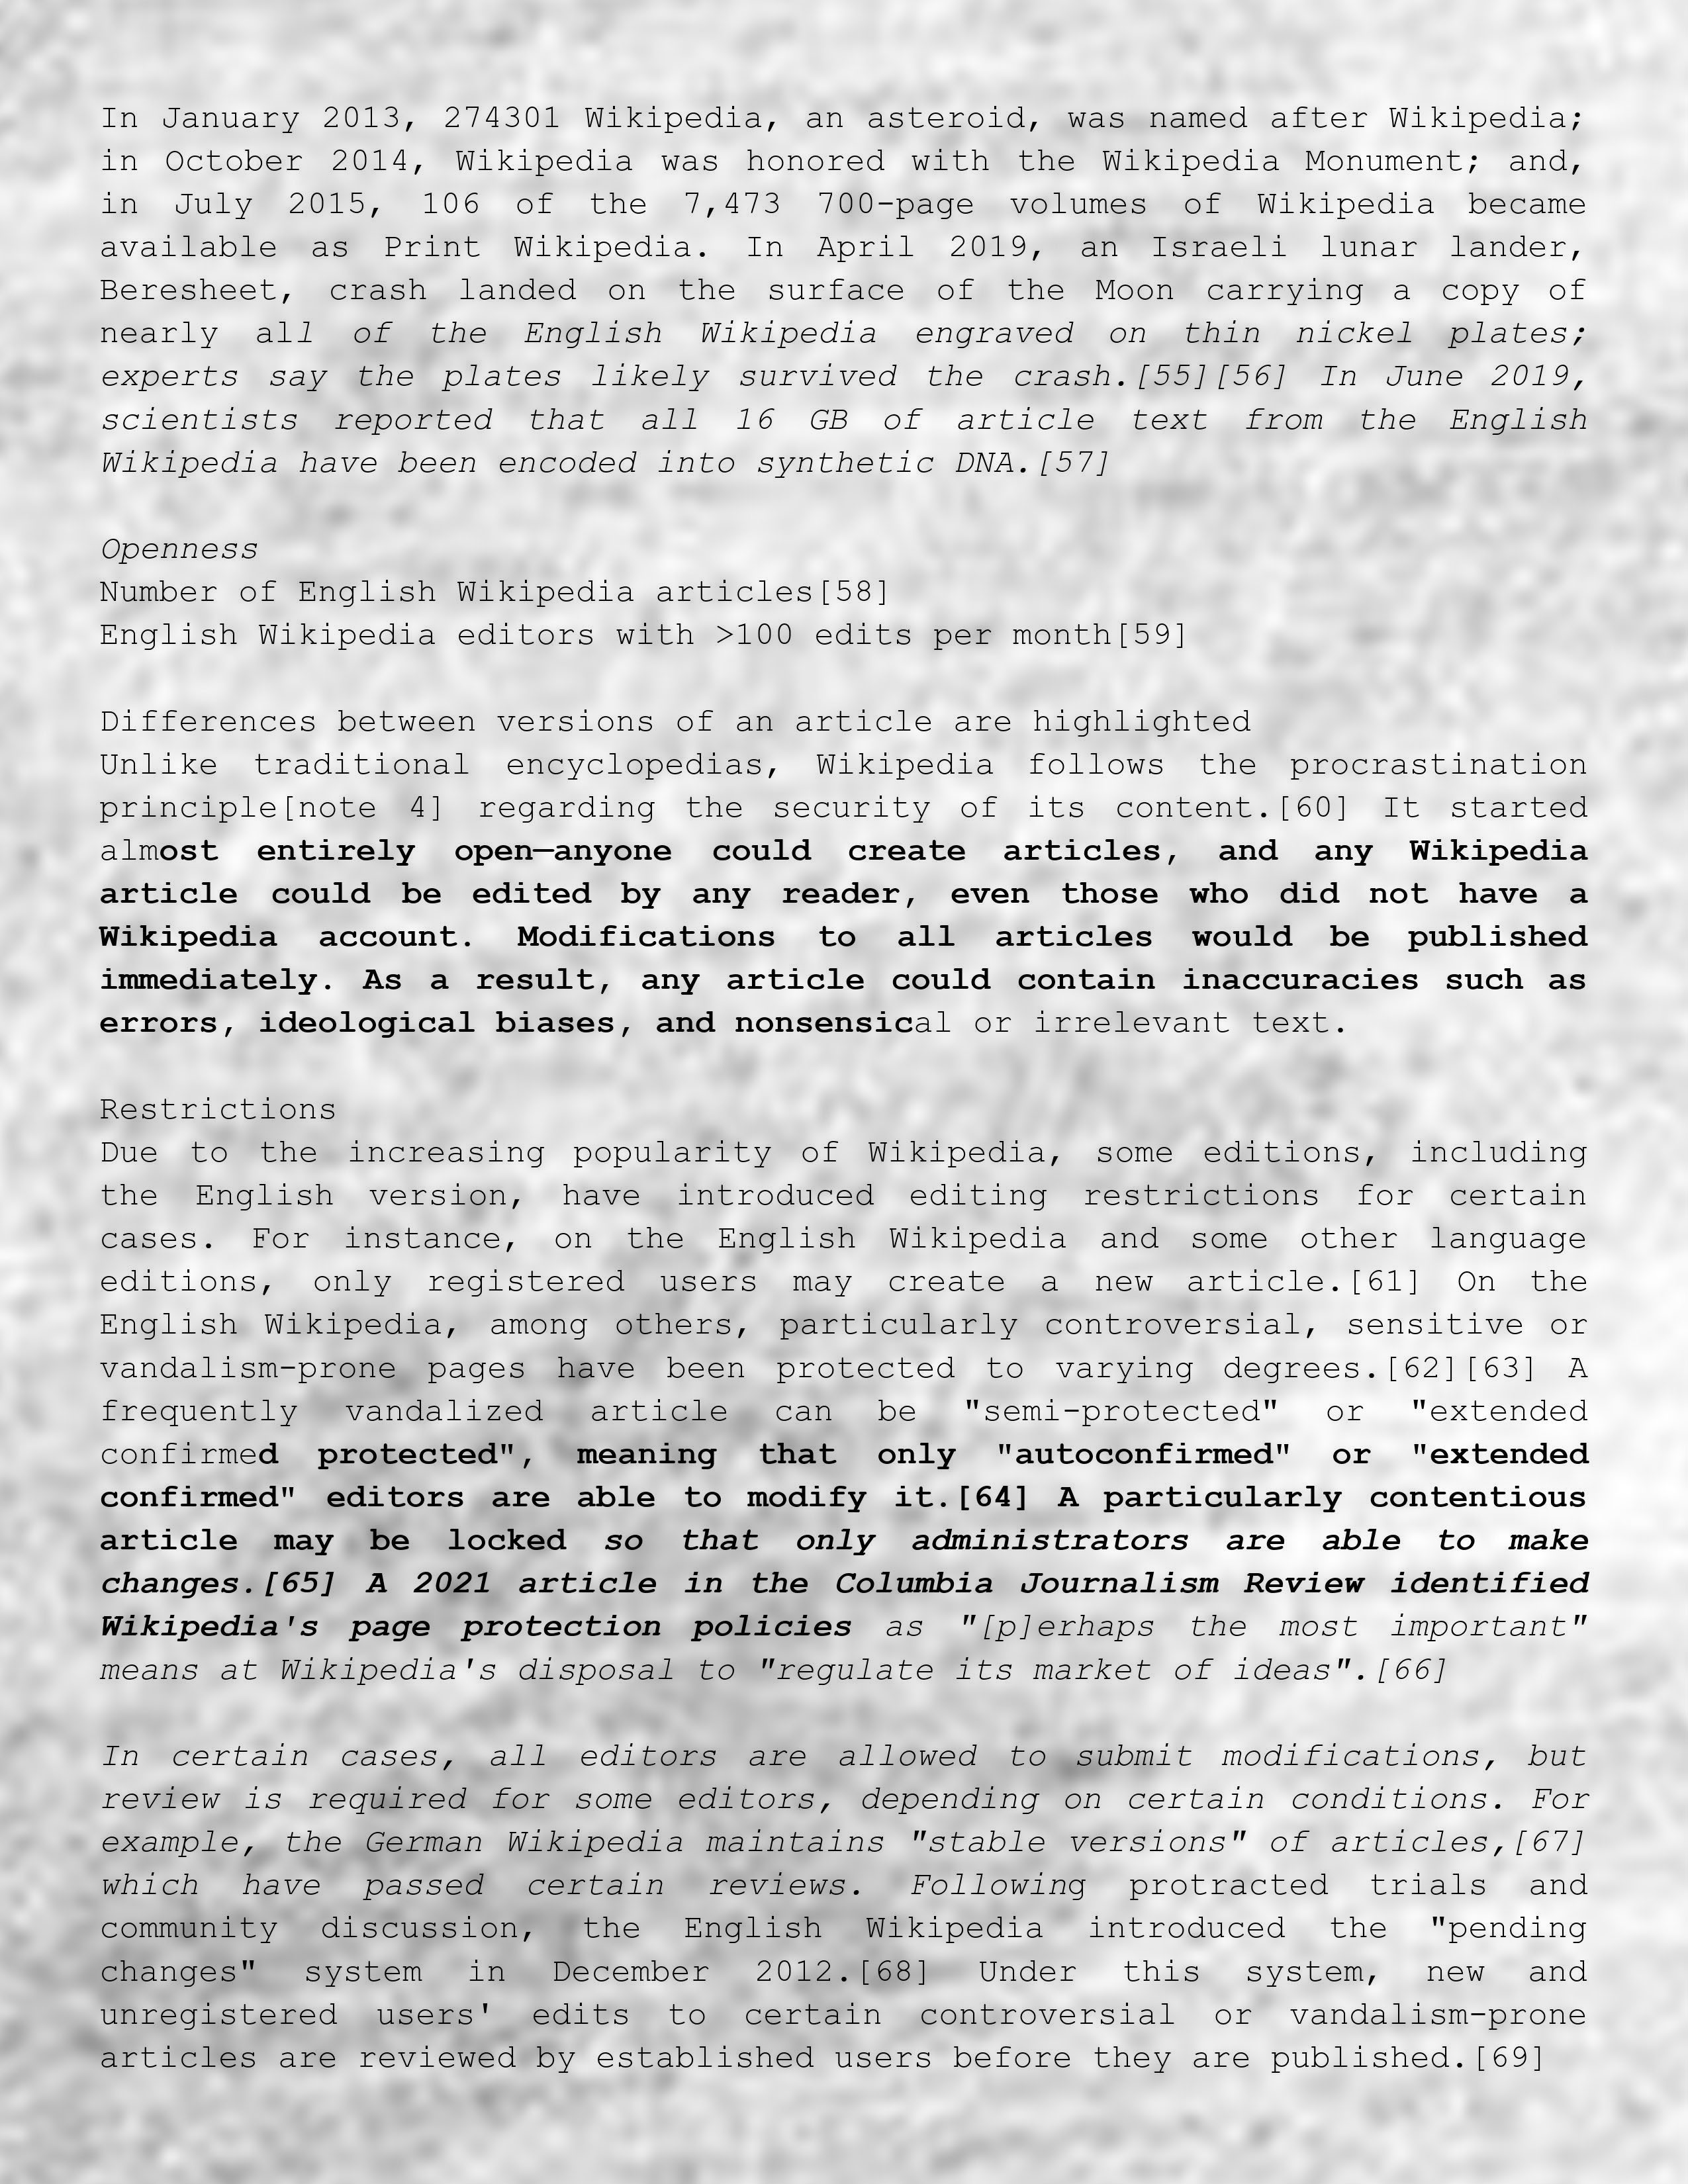 In January 2013, 274301 Wikipedia, an asteroid, was named after Wikipedia;
in October 2014, Wikipedia was honored with the Wikipedia Monument; and,
in July 2015, 106 of the 7,473 700-page volumes of Wikipedia became
available as Print Wikipedia. In April 2019, an Israeli lunar lander,
Beresheet, crash landed on the surface of the Moon carrying a copy of
nearly all of the English Wikipedia engraved on thin nickel plates;
experts say the plates likely survived the crash.[55][56] In June 2019,
scientists reported that all 16 GB of article text from the English
Wikipedia have been encoded into synthetic DNA.[57]

Openness
Number of English Wikipedia articles[58]
English Wikipedia editors with >100 edits per month[59]

Differences between versions of an article are highlighted
Unlike traditional encyclopedias, Wikipedia follows the procrastination
principle[note 4] regarding the security of its content.[60] It started
almost entirely open—anyone could create articles, and any Wikipedia
article could be edited by any reader, even those who did not have a
Wikipedia account. Modifications to all articles would be published
immediately. As a result, any article could contain inaccuracies such as
errors, ideological biases, and nonsensical or irrelevant text.

Restrictions
Due to the increasing popularity of Wikipedia, some editions, including
the English version, have introduced editing restrictions for certain
cases. For instance, on the English Wikipedia and some other language
editions, only registered users may create a new article.[61] On the
English Wikipedia, among others, particularly controversial, sensitive or
vandalism-prone pages have been protected to varying degrees.[62][63] A
frequently vandalized article can be "semi-protected" or "extended
confirmed protected", meaning that only "autoconfirmed" or "extended
confirmed" editors are able to modify it.[64] A particularly contentious
article may be locked so that only administrators are able to make
changes.[65] A 2021 article in the Columbia Journalism Review identified
Wikipedia's page protection policies as "[p]erhaps the most important"
means at Wikipedia's disposal to "regulate its market of ideas".[66]

In certain cases, all editors are allowed to submit modifications, but
review is required for some editors, depending on certain conditions. For
example, the German Wikipedia maintains "stable versions" of articles,[67]
which have passed certain reviews. Following protracted trials and
community discussion, the English Wikipedia introduced the "pending
changes" system in December 2012.[68] Under this system, new and
unregistered users' edits to certain controversial or vandalism-prone
articles are reviewed by established users before they are published.[69]